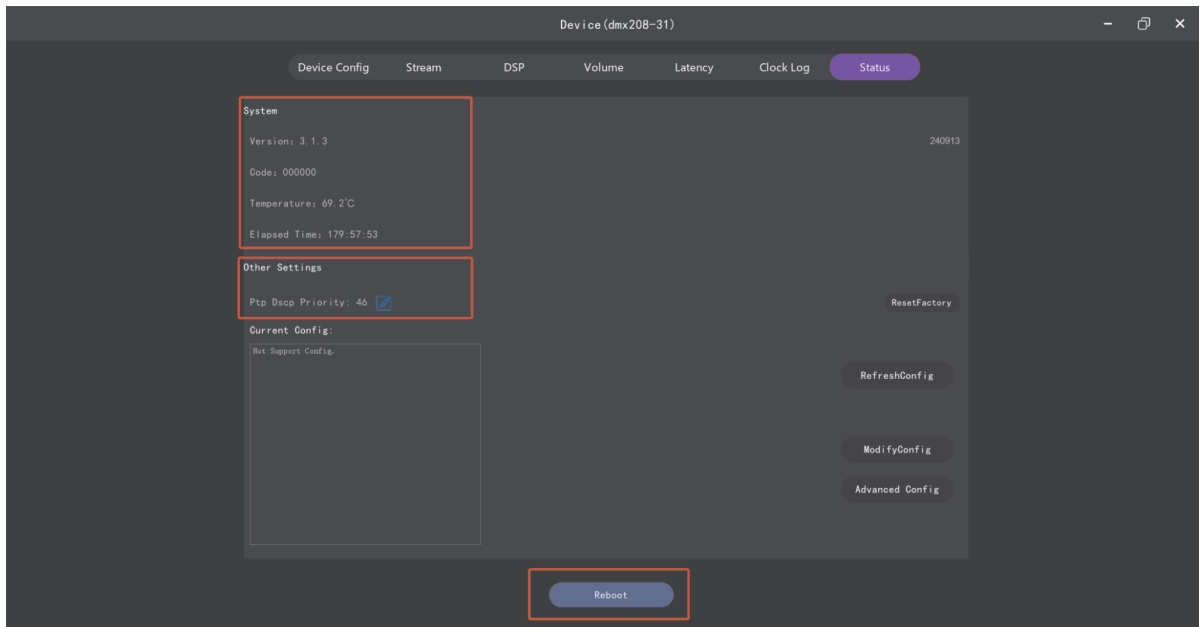 Device(dmx208-31)
Device Config Stream DSP Volume Latency Clock Log Status
System
Version: 3.1.3
240913
Code: 000000
Temperature: 69.2℃
Elapsed Time: 179:57:53
Other Settings
Ptp Dscp Priority: 46
ResetFactory
Current Config:
Not Support Config.
RefreshConfig
ModifyConfig
Advanced Config
Reboot